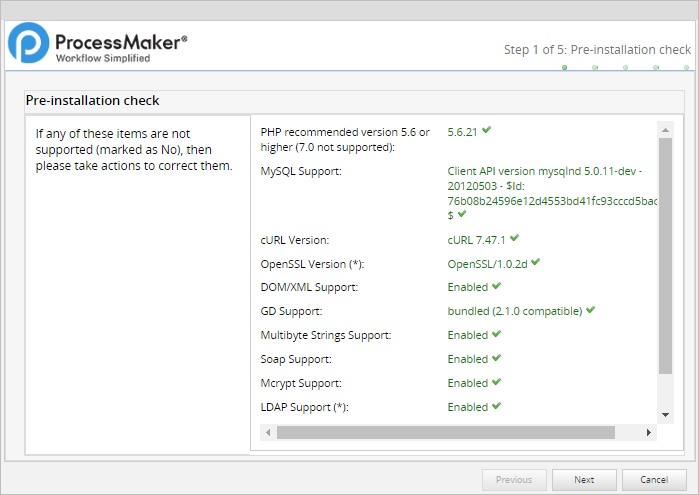 ProcessMaker®
Workflow Simplified
Step 1 of 5: Pre-installation check
Pre-installation check
If any of these items are not
supported (marked as No), then
please take actions to correct them.
PHP recommended version 5.6 or
higher (7.0 not supported):
5.6.21
MySQL Support:
Client API version mysqlnd 5.0.11-dev -
20120503 - $Id:
76b08b24596e12d4553bd41fc93cccd5bac
$
cURL Version:
cURL 7.47.1
OpenSSL Version (*):
OpenSSL/1.0.2d
DOM/XML Support:
Enabled
GD Support:
bundled (2.1.0 compatible)
Multibyte Strings Support:
Enabled
Soap Support:
Enabled
Mcrypt Support:
Enabled
LDAP Support (*):
Enabled
Previous
Next
Cancel